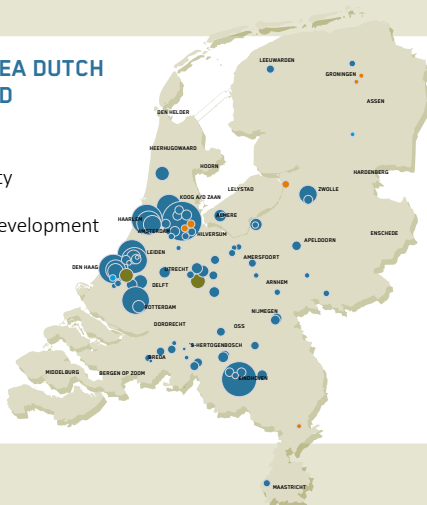 EA DUTCH
D
ty
evelopment
LEEUWARDEN
GRONINGEN
ASSEN
DEN HELDER
HEERHUGOWAARD
HOORN
HARDENBERG
LELYSTAD
ZWOLLE
KOOG A/D ZAAN
HAARLEM
ALMERE
AMSTERDAM
HILVERSUM
ENSCHEDE
APELDOORN
LEIDEN
AMERSFOORT
DEN HAAG
UTRECHT
DELFT
ARNHEM
ROTTERDAM
NIJMEGEN
DORDRECHT
OSS
'S-HERTOGENBOSCH
BREDA
MIDDELBURG
BERGEN OP ZOOM
EINDHOVEN
MAASTRICHT